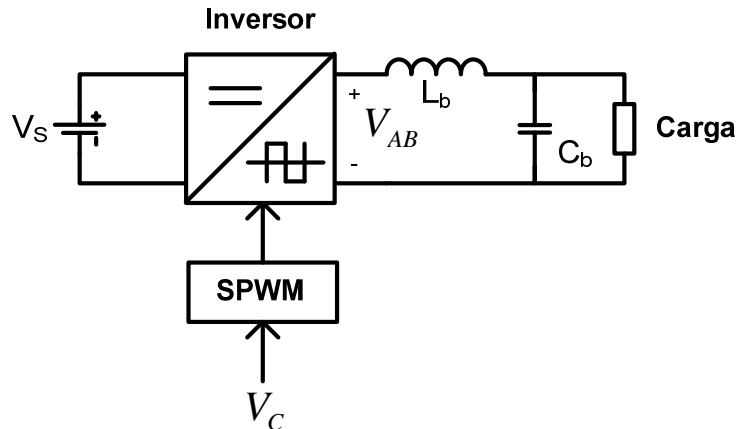 Inversor
V_S
+
-
+
V_AB
-
L_b
C_b
Carga
SPWM
V_C